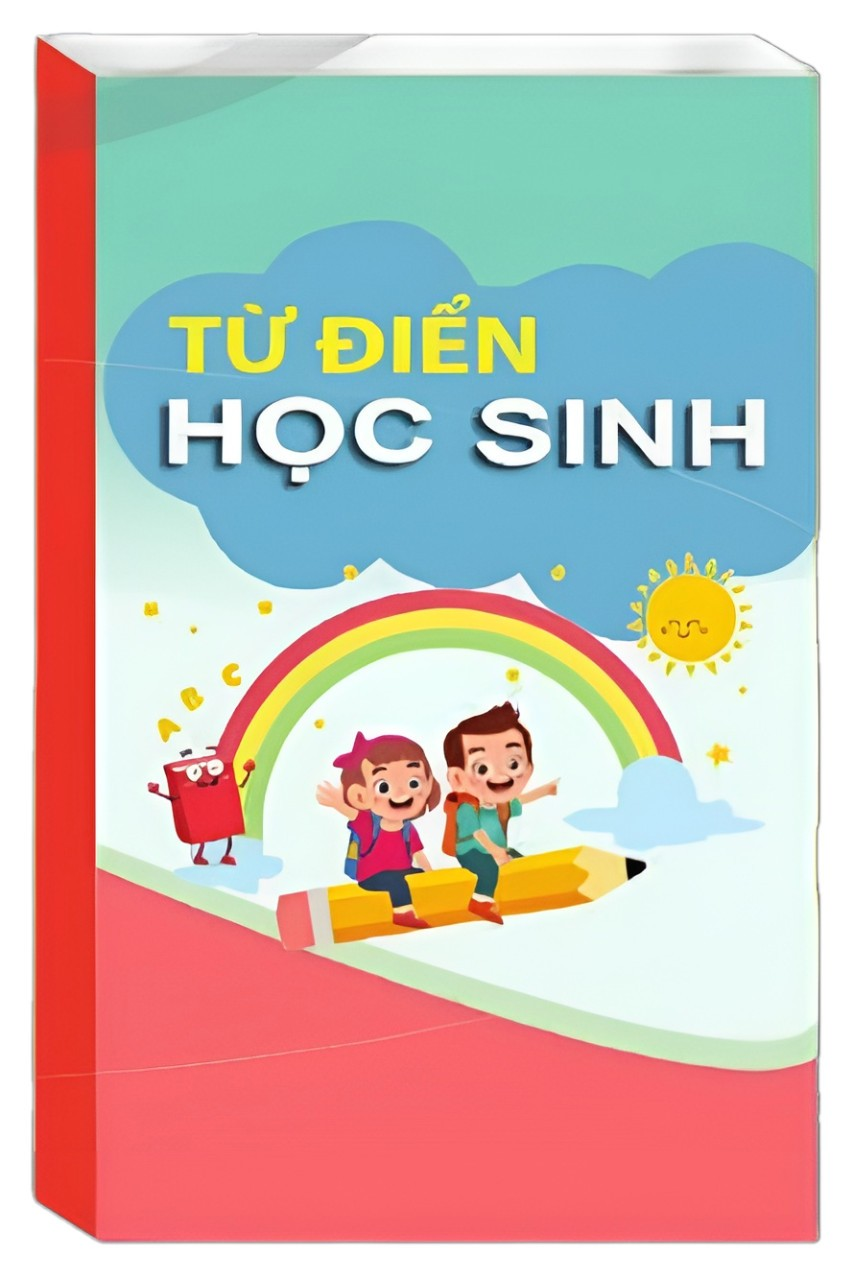 TỪ ĐIỂN
HỌC SINH
A B C